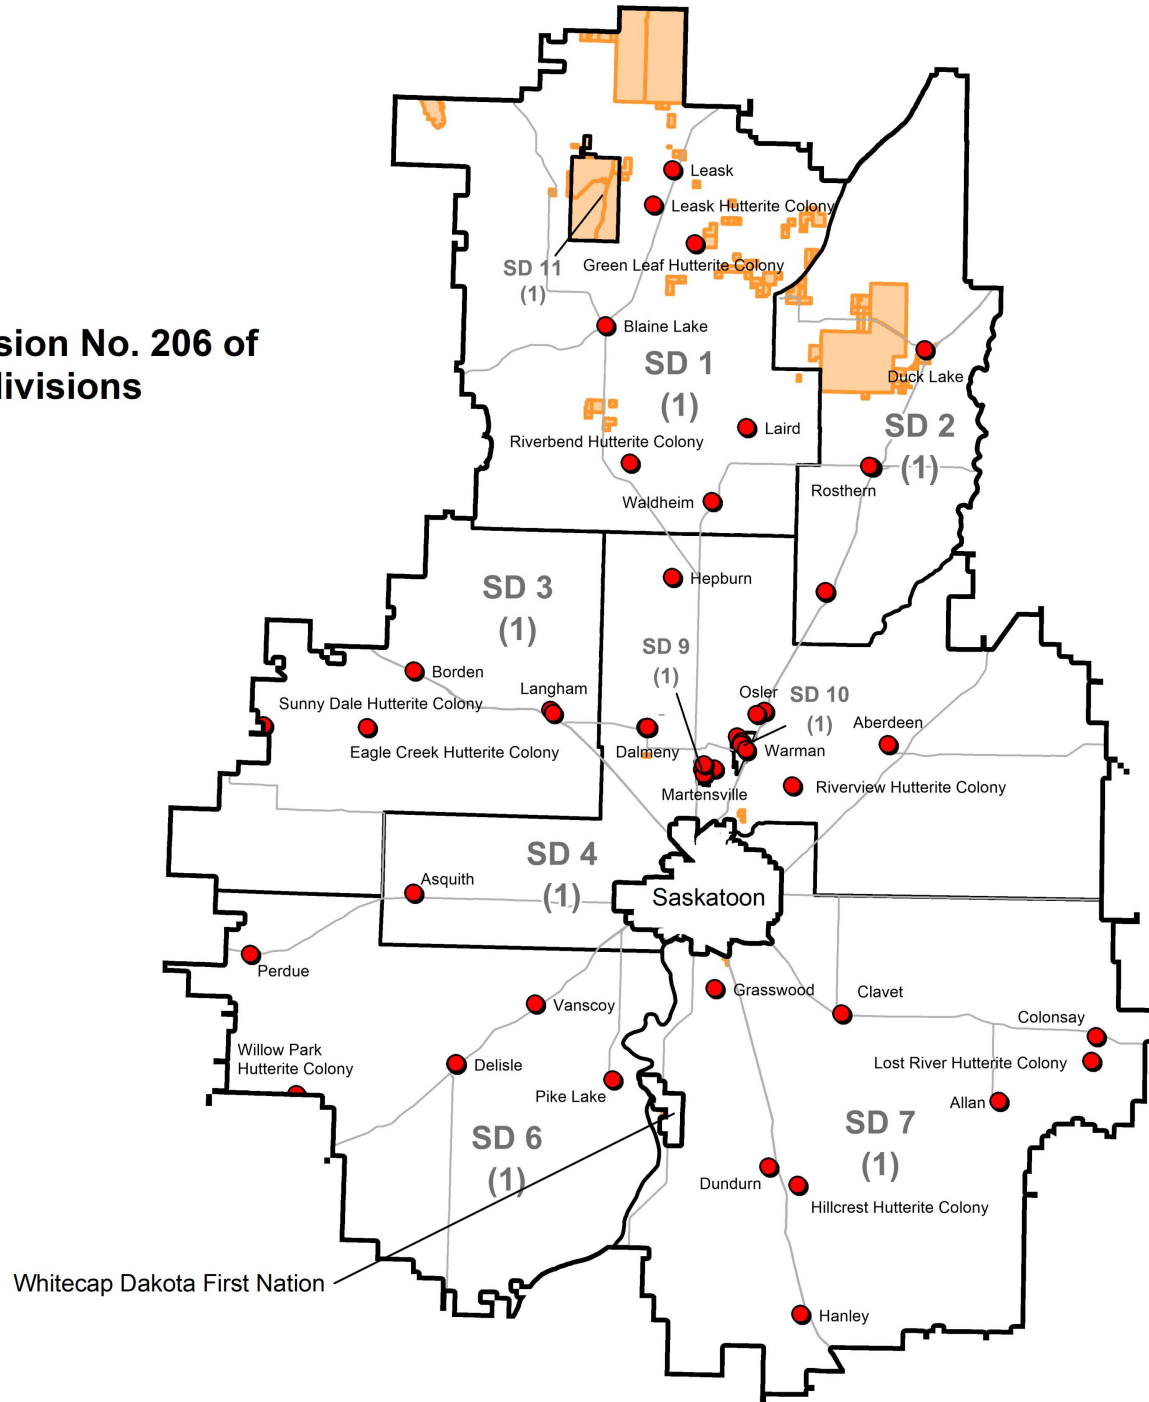 sion No. 206 of
divisions
Leask
Leask Hutterite Colony
SD 11
(1)
Green Leaf Hutterite Colony
Blaine Lake
SD 1
(1)
Duck Lake
SD 2
(1)
Laird
Riverbend Hutterite Colony
Rosthern
Waldheim
Hepburn
SD 3
(1)
SD 9
(1)
Borden
Langham
Osler
SD 10
(1)
Sunny Dale Hutterite Colony
Aberdeen
Eagle Creek Hutterite Colony
Dalmeny
Warman
Martensville
Riverview Hutterite Colony
SD 4
(1)
Asquith
Saskatoon
Perdue
Grasswood
Clavet
Vanscoy
Colonsay
Willow Park
Hutterite Colony
Delisle
Lost River Hutterite Colony
Pike Lake
Allan
SD 6
(1)
SD 7
(1)
Dundurn
Hillcrest Hutterite Colony
Whitecap Dakota First Nation
Hanley